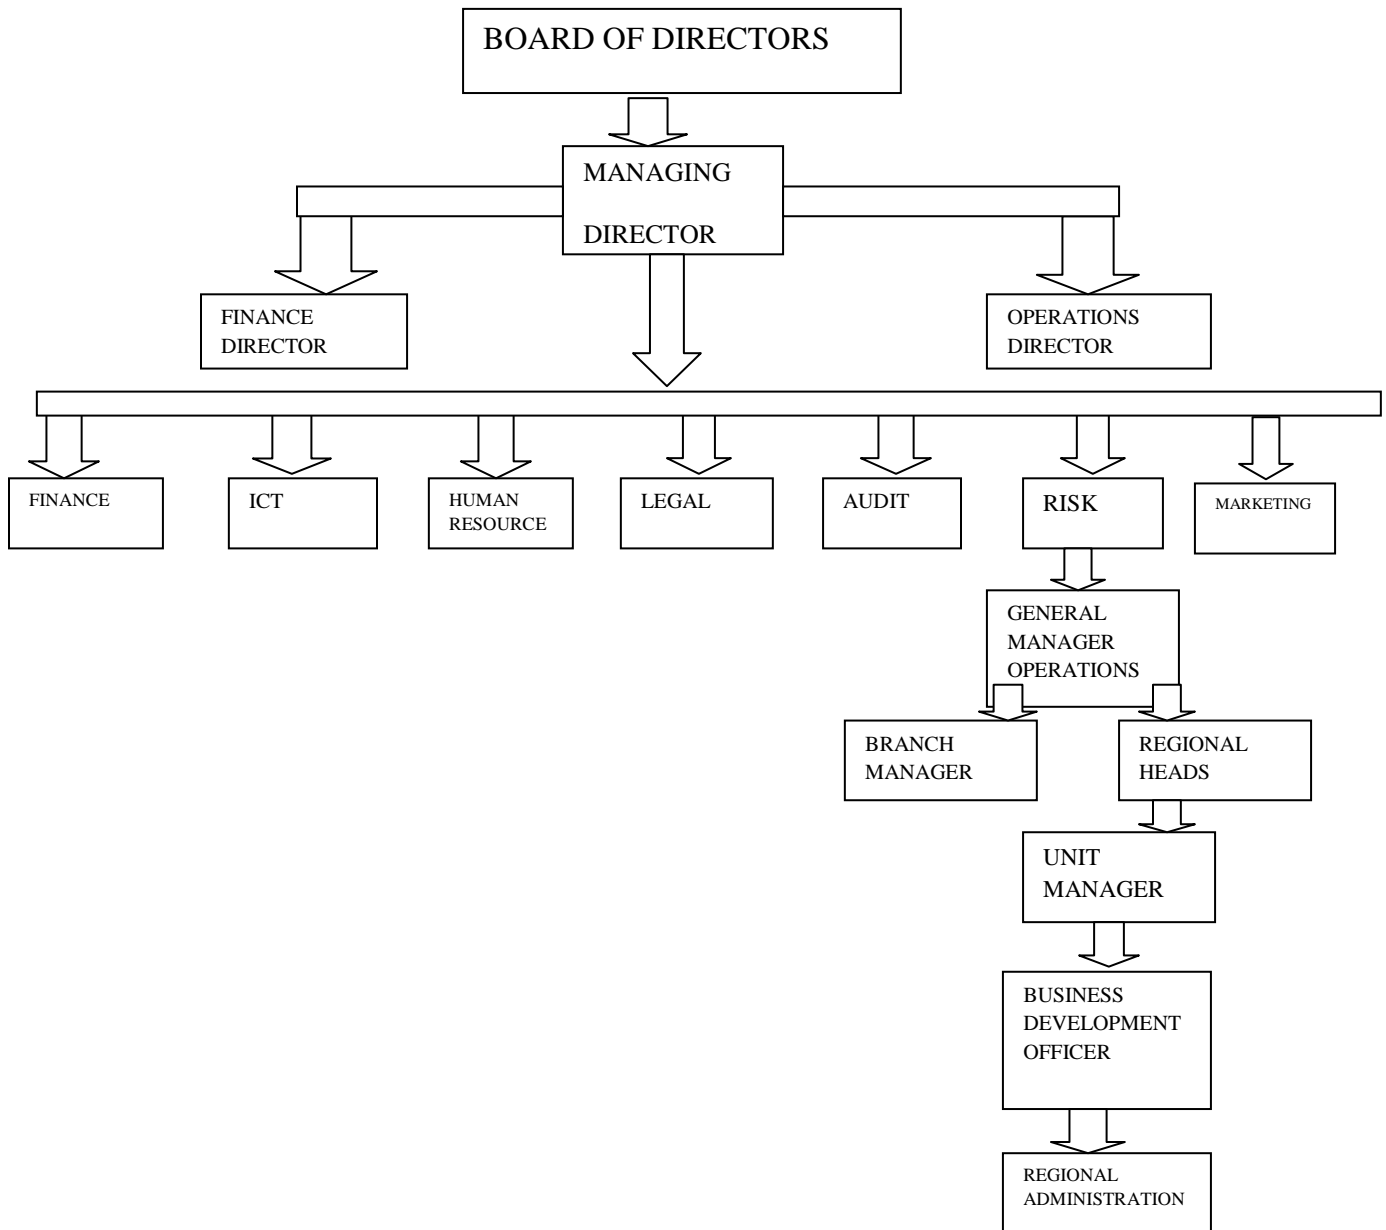 BOARD OF DIRECTORS
MANAGING
DIRECTOR
FINANCE
DIRECTOR
OPERATIONS
DIRECTOR
FINANCE
ICT
HUMAN
RESOURCE
LEGAL
AUDIT
RISK
MARKETING
GENERAL
MANAGER
OPERATIONS
BRANCH
MANAGER
REGIONAL
HEADS
UNIT
MANAGER
BUSINESS
DEVELOPMENT
OFFICER
REGIONAL
ADMINISTRATION